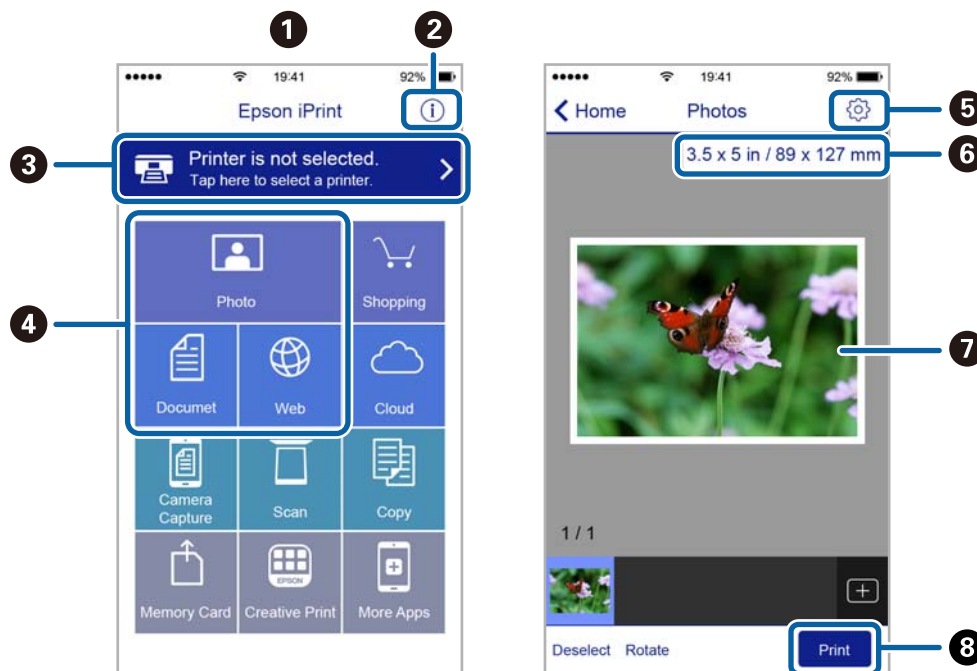 1
2
19:41
92%
Epson iPrint
3
Printer is not selected.
Tap here to select a printer.
4
Photo
Shopping
Documet
Web
Cloud
Camera
Capture
Scan
Copy
Memory Card
EPSON
Creative Print
More Apps
19:41
92%
Home
Photos
5
3.5 x 5 in / 89 x 127 mm
6
7
1 / 1
Deselect
Rotate
Print
8